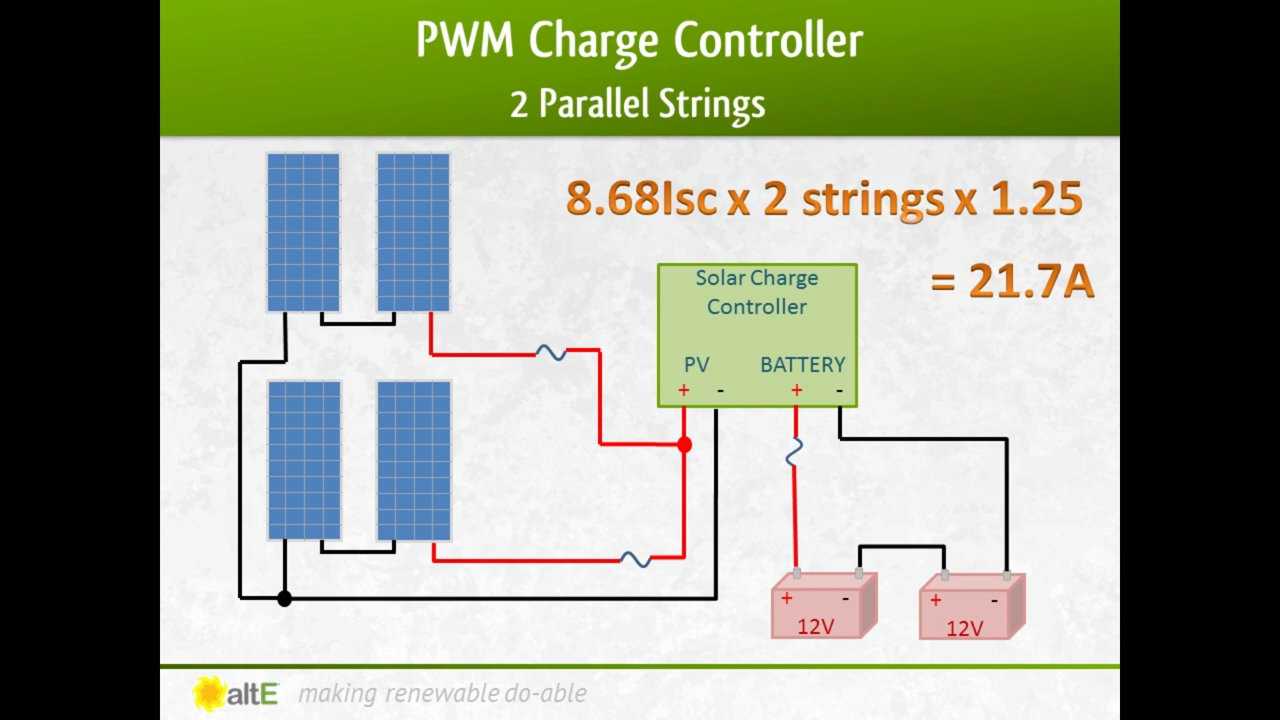 PWM Charge Controller
2 Parallel Strings
8.68Isc x 2 strings x 1.25
= 21.7A
Solar Charge
Controller
PV BATTERY
+ - + -
+ - + -
12V 12V
altE making renewable do-able